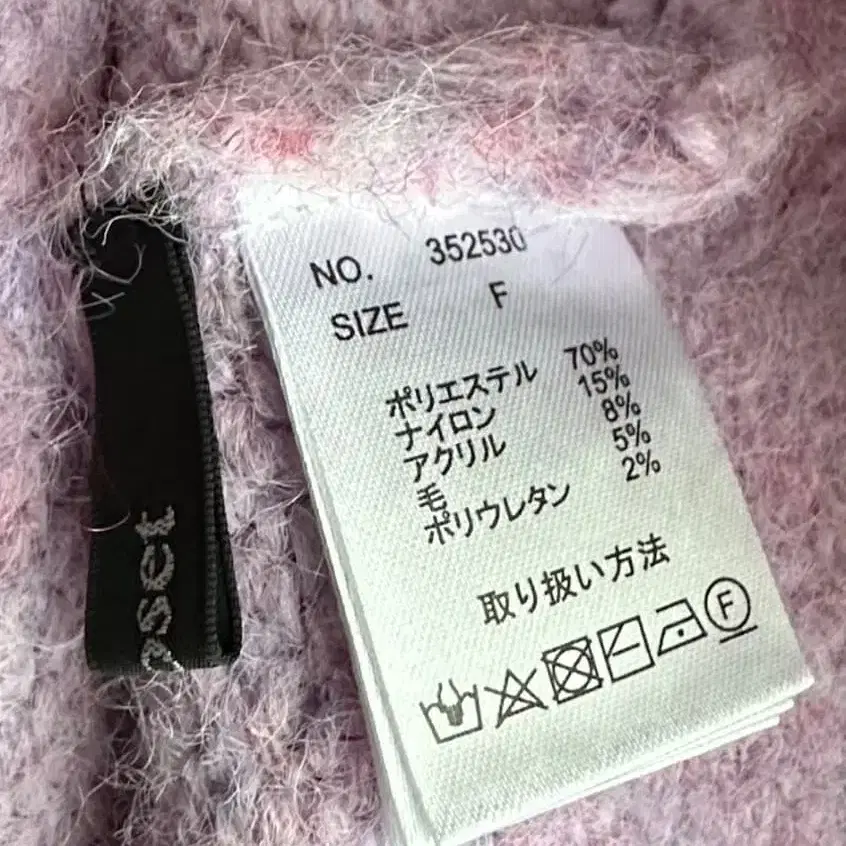 NO. 352530
SIZE F
ポリエステル 70%
ナイロン 15%
アクリル 8%
毛 5%
ポリウレタン 2%
取り扱い方法
F